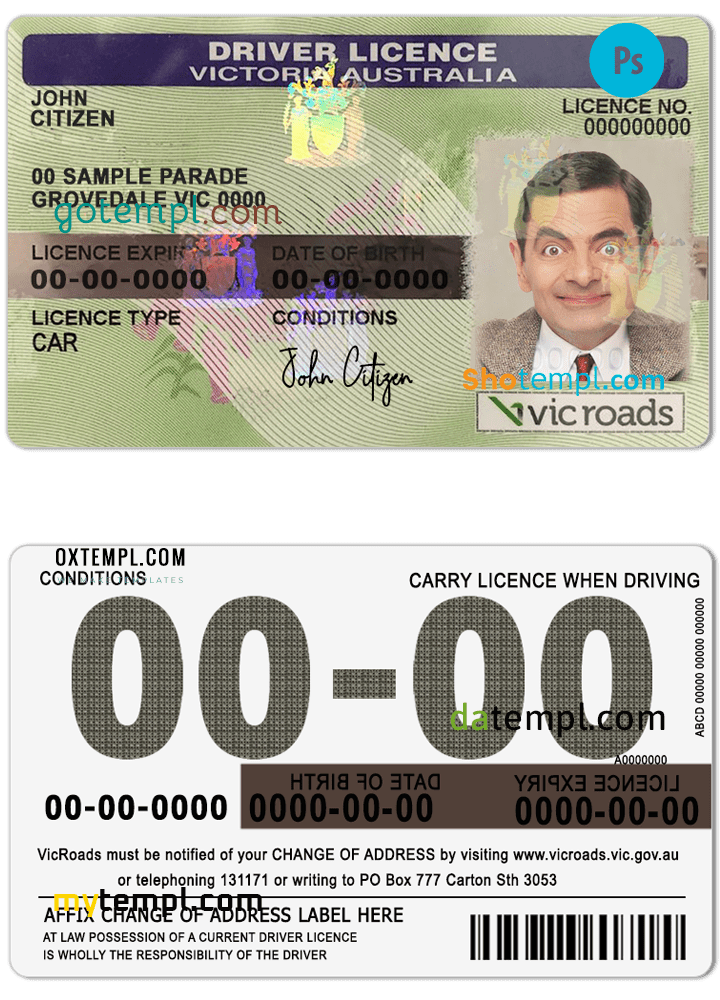 DRIVER LICENCE
VICTORIA AUSTRALIA
Ps
JOHN
CITIZEN
LICENCE NO.
000000000
00 SAMPLE PARADE
GROVEDALE VIC 0000
gotempl.com
LICENCE EXPIR
DATE OF BIRTH
00-00-0000
00-00-0000
LICENCE TYPE
CONDITIONS
CAR
John Citizen
Shotempl.com
vic roads
OXTEMPL.COM
CONDITIONS
CARRY LICENCE WHEN DRIVING
00-00
ABCD 00000 00000 000000
datempl.com
A0000000
DATE OF BIRTH
LICENCE EXPIRY
00-00-0000
0000-00-00
0000-00-00
VicRoads must be notified of your CHANGE OF ADDRESS by visiting www.vicroads.vic.gov.au
or telephoning 131171 or writing to PO Box 777 Carton Sth 3053
mytempl.com
AFFIX CHANGE OF ADDRESS LABEL HERE
AT LAW POSSESSION OF A CURRENT DRIVER LICENCE
IS WHOLLY THE RESPONSIBILITY OF THE DRIVER